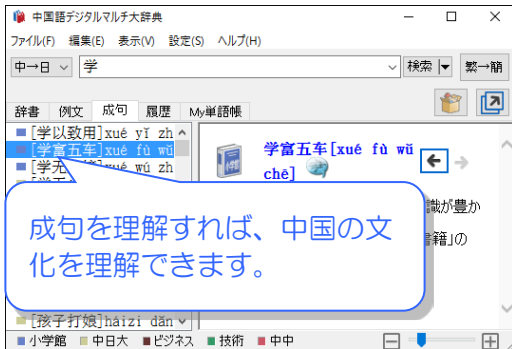 中国語デジタルマルチ大辞典
ファイル(F) 編集(E) 表示(V) 設定(S) ヘルプ(H)
中→日 学 検索 繁→簡
辞書 例文 成句 履歴 My単語帳
[学以致用]xué yǐ zh
[学富五车]xué fù wǔ
xué wú zh
学富五车[xué fù wǔ
chē]
識が豊か
書籍」の
成句を理解すれば、中国の文
化を理解できます。
[孩子打娘]háizi dǎn
小学館 中日大 ビジネス 技術 中中